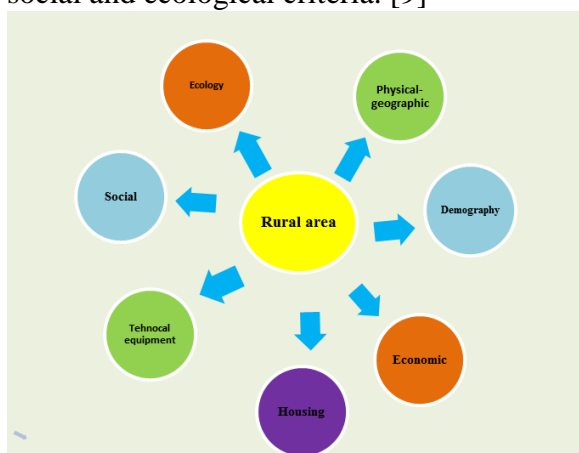 social and ecological criteria. [9]
Ecology
Physical-
geographic
Social
Rural area
Demography
Tehnocal
equipment
Economic
Housing